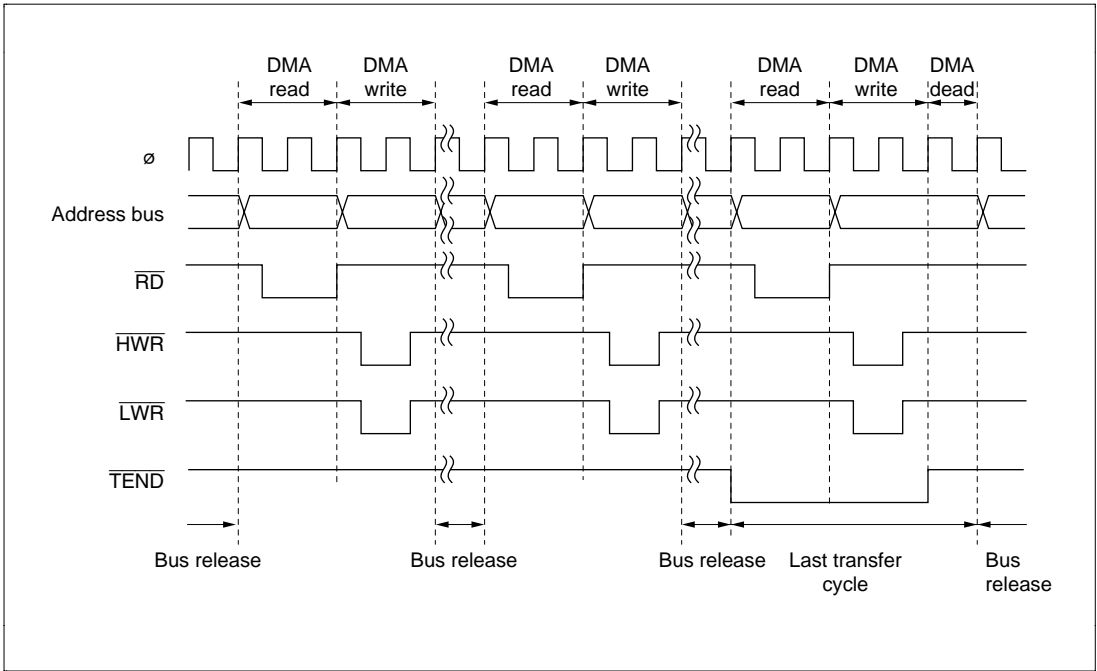 DMA read
DMA write
DMA read
DMA write
DMA read
DMA write
DMA dead
ø
Address bus
RD
HWR
LWR
TEND
Bus release
Bus release
Bus release
Last transfer cycle
Bus release